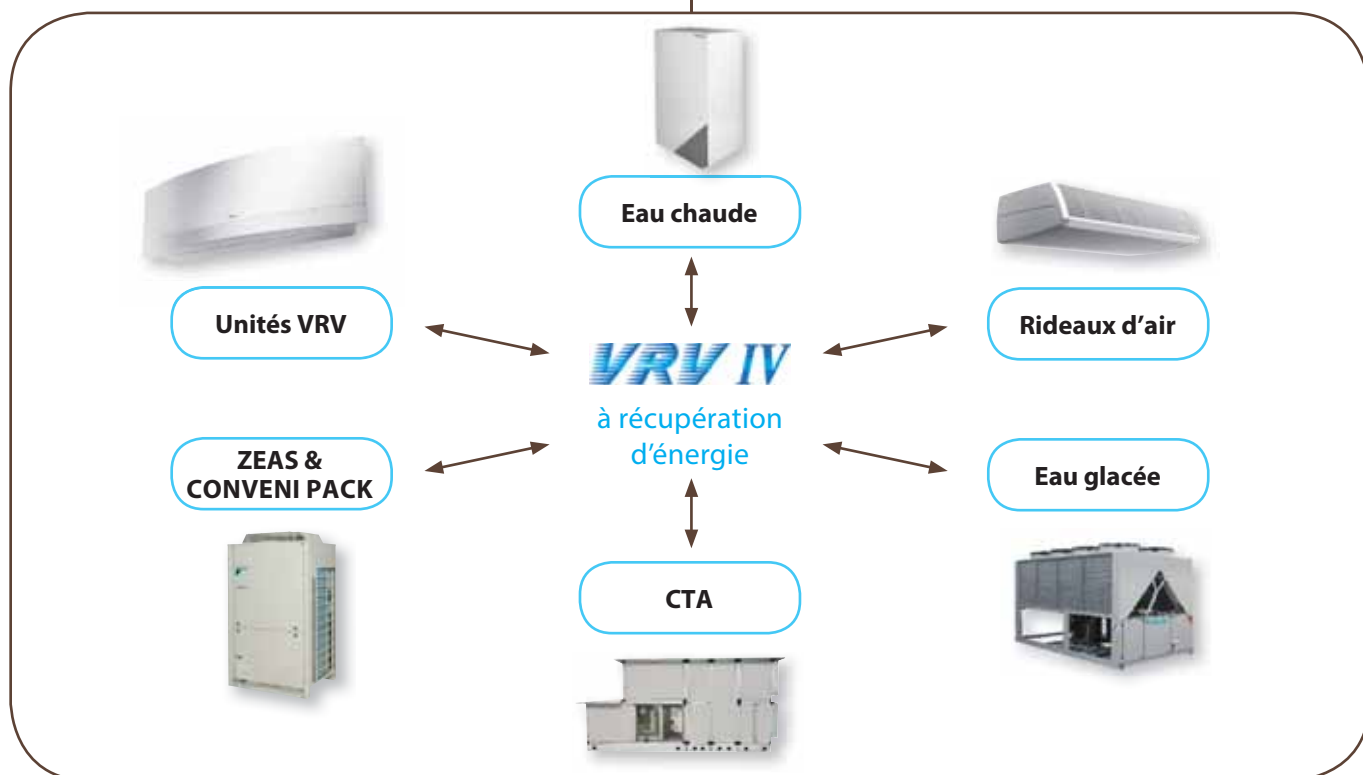 Eau chaude
Unités VRV
Rideaux d’air
VRV IV
à récupération
d’énergie
ZEAS &
CONVENI PACK
Eau glacée
CTA